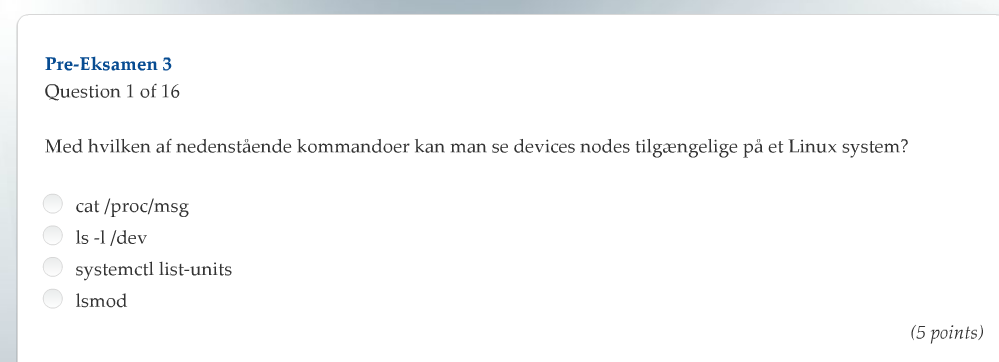 Pre-Eksamen 3
Question 1 of 16
Med hvilken af nedenstående kommandoer kan man se devices nodes tilgængelige på et Linux system?
cat /proc/msg
ls -l /dev
systemctl list-units
lsmod
(5 points)